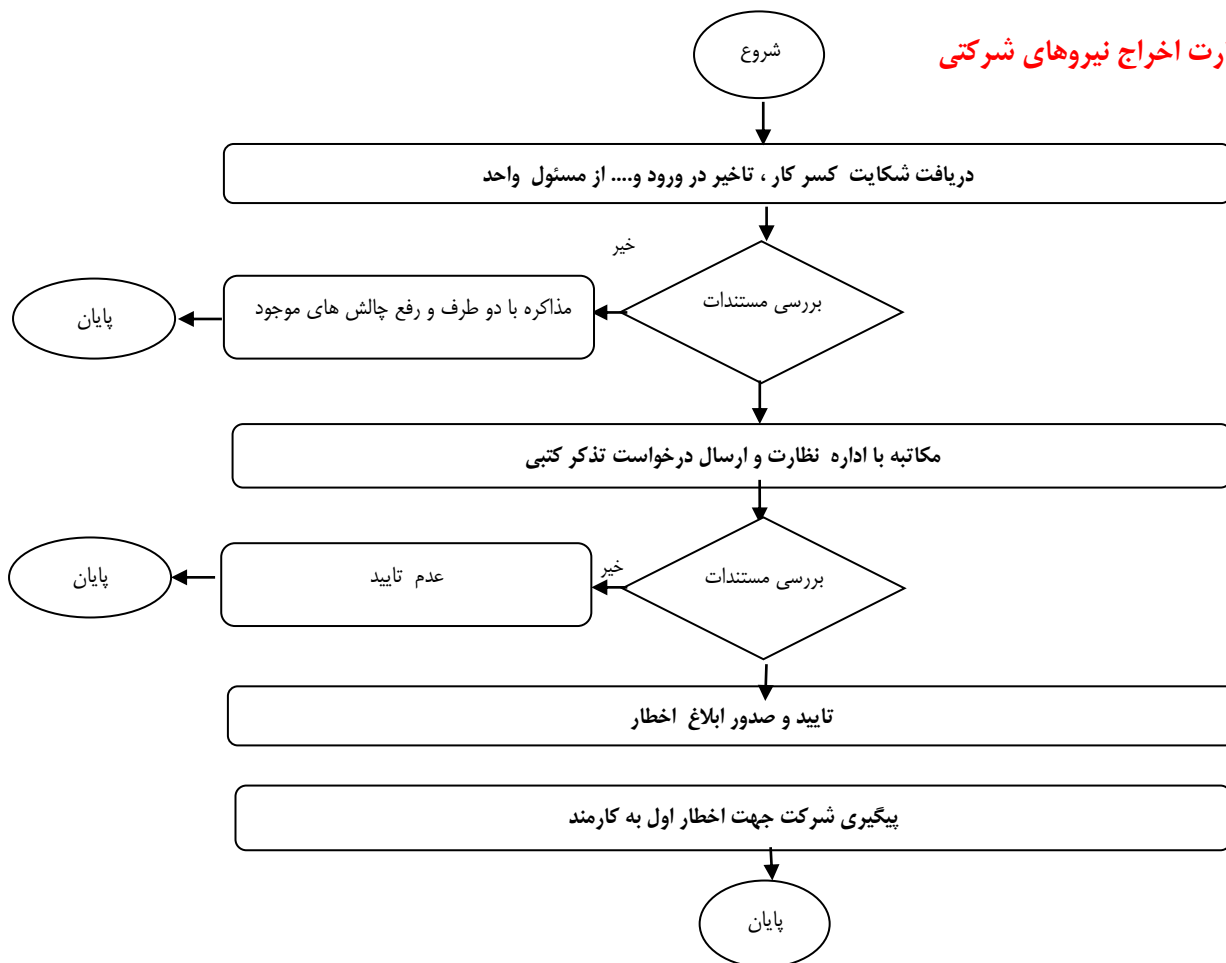 رت اخراج نیروهای شرکتی
شروع
دریافت شکایت کسر کار ، تاخیر در ورود و.... از مسئول واحد
خیر
بررسی مستندات
مذاکره با دو طرف و رفع چالش های موجود
پایان
مکاتبه با اداره نظارت و ارسال درخواست تذکر کتبی
بررسی مستندات
خیر
عدم تایید
پایان
تایید و صدور ابلاغ اخطار
پیگیری شرکت جهت اخطار اول به کارمند
پایان